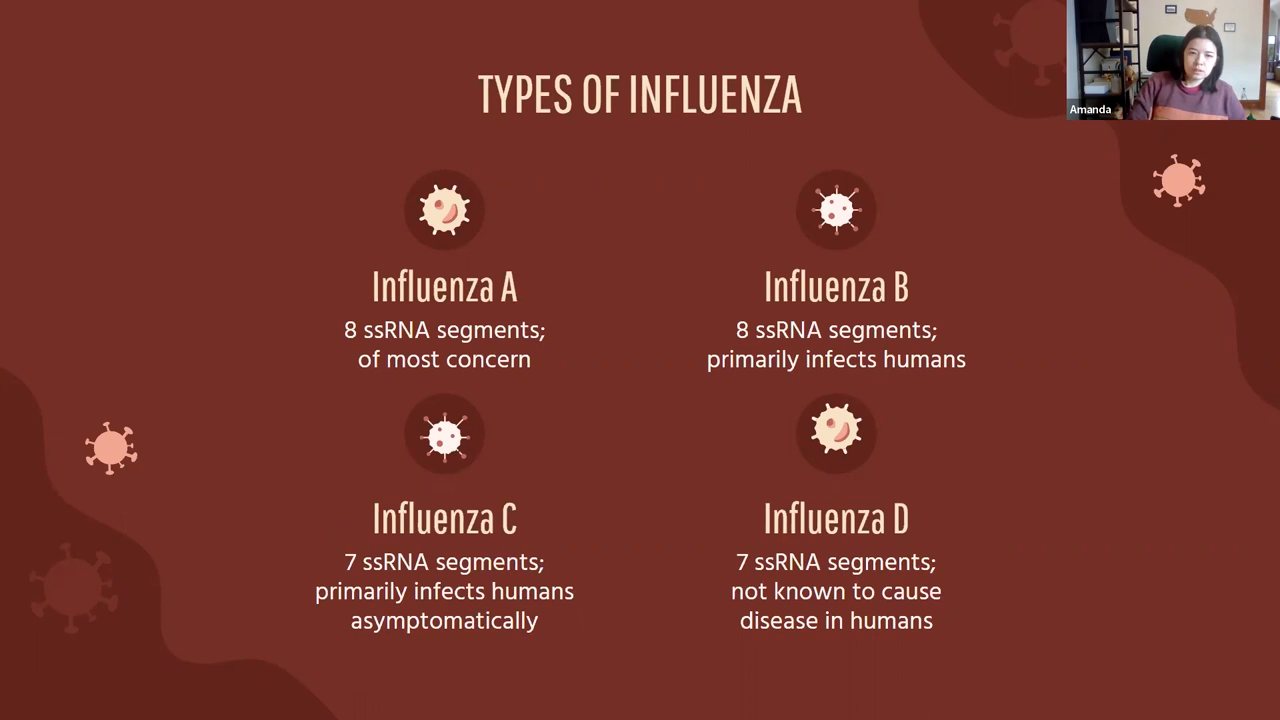 TYPES OF INFLUENZA
Amanda
Influenza A
8 ssRNA segments;
of most concern
Influenza B
8 ssRNA segments;
primarily infects humans
Influenza C
7 ssRNA segments;
primarily infects humans
asymptomatically
Influenza D
7 ssRNA segments;
not known to cause
disease in humans